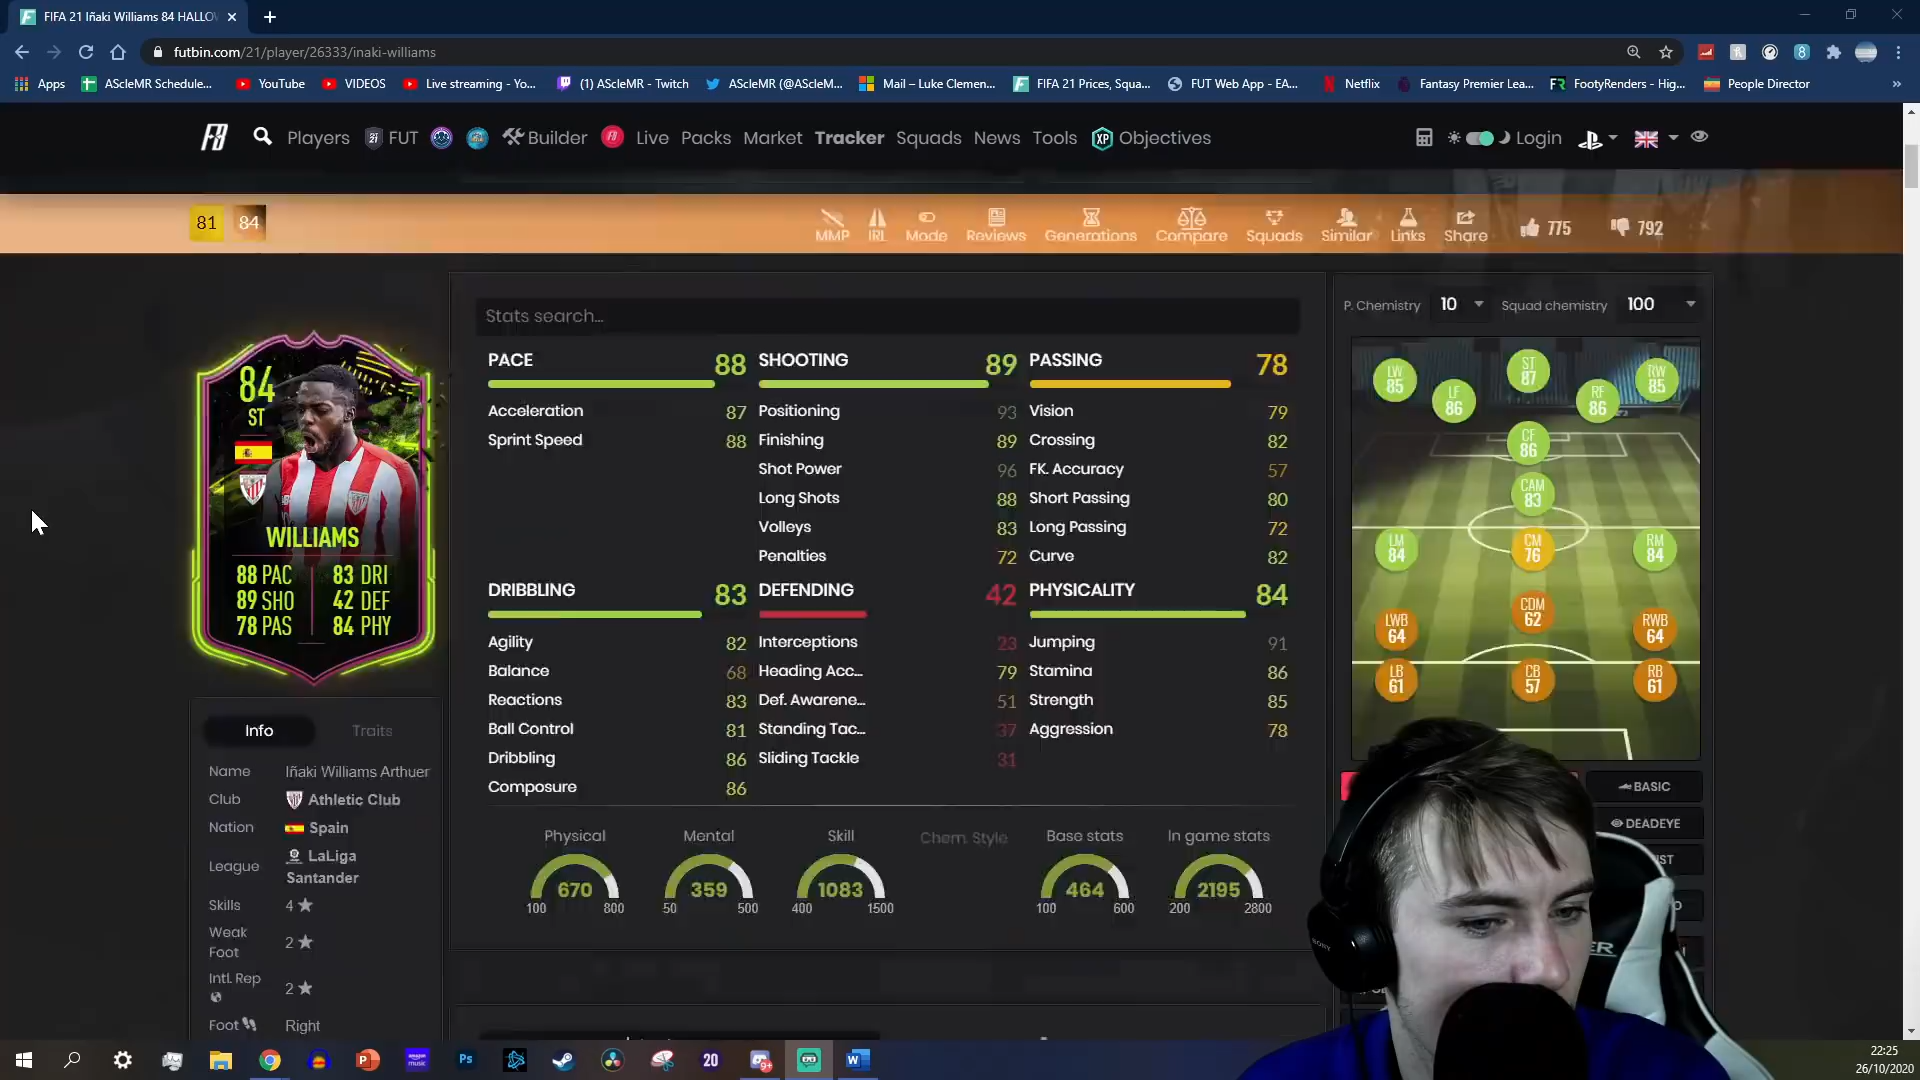 FIFA 21 Iñaki Williams 84 HALLOV
futbin.com/21/player/26333/inaki-williams
Apps AScleMR Schedule... YouTube VIDEOS Live streaming - Yo... (1) AScleMR - Twitch AScleMR (@AScleM... Mail – Luke Clemen... FIFA 21 Prices, Squa... FUT Web App - EA... Netflix Fantasy Premier Lea... FootyRenders - Hig... People Director »
Players FUT Builder Live Packs Market Tracker Squads News Tools XP Objectives Login
81 84 MMP IRL Mode Reviews Generations Compare Squads Similar Links Share 775 792
Stats search...
P. Chemistry 10 Squad chemistry 100
84
ST
WILLIAMS
88 PAC 83 DRI
89 SHO 42 DEF
78 PAS 84 PHY
PACE 88
Acceleration 87
Sprint Speed 88
SHOOTING 89
Positioning 93
Finishing 89
Shot Power 96
Long Shots 88
Volleys 83
Penalties 72
PASSING 78
Vision 79
Crossing 82
FK. Accuracy 57
Short Passing 80
Long Passing 72
Curve 82
DRIBBLING 83
Agility 82
Balance 68
Reactions 83
Ball Control 81
Dribbling 86
Composure 86
DEFENDING 42
Interceptions 23
Heading Acc... 79
Def. Awarene... 51
Standing Tac... 37
Sliding Tackle 31
PHYSICALITY 84
Jumping 91
Stamina 86
Strength 85
Aggression 78
Physical Mental Skill Chem. Style Base stats In game stats
670 359 1083 464 2195
100 800 50 500 400 1500 100 600 200 2800
LW 85
ST 87
RW 85
LF 86
RF 86
CF 86
CAM 83
LM 84
CM 76
RM 84
LWB 64
CDM 62
RWB 64
LB 61
CB 57
RB 61
BASIC
DEADEYE
Info Traits
Name Iñaki Williams Arthuer
Club Athletic Club
Nation Spain
League LaLiga
Santander
Skills 4
Weak
Foot 2
Intl. Rep 2
Foot Right
SONY
20
22:25
26/10/2020